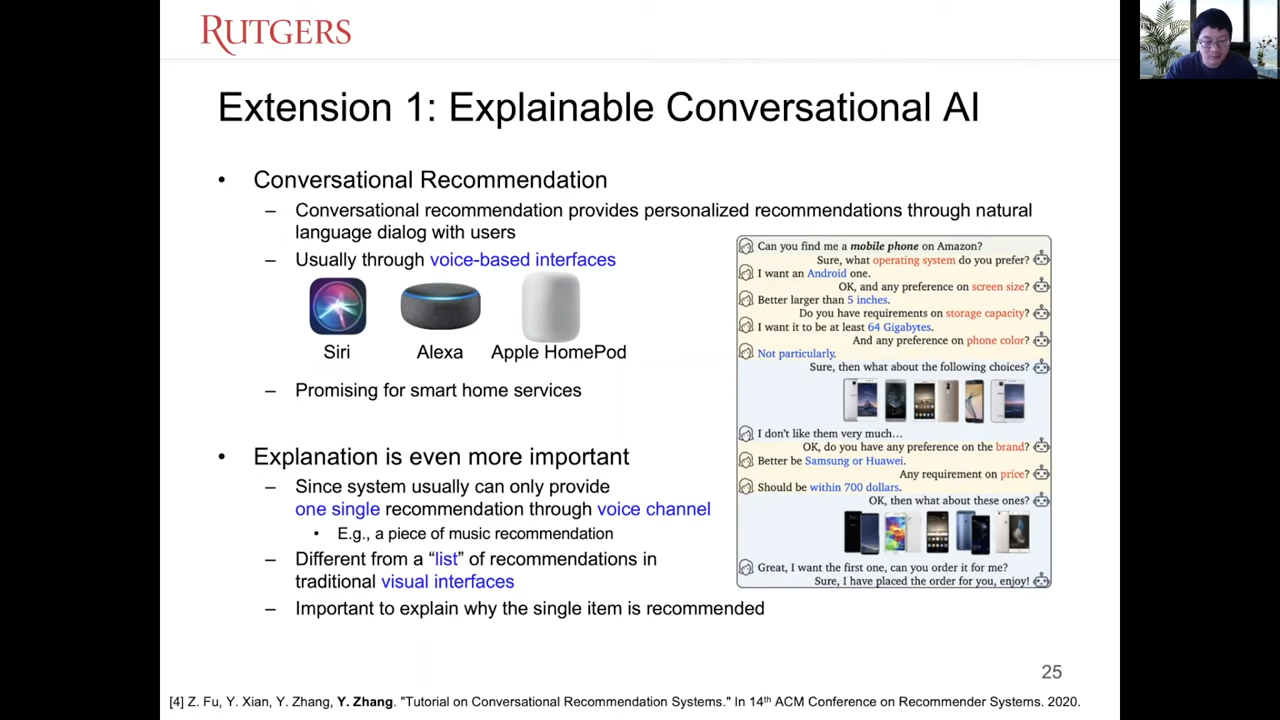 RUTGERS
Extension 1: Explainable Conversational AI
• Conversational Recommendation
– Conversational recommendation provides personalized recommendations through natural
language dialog with users
– Usually through voice-based interfaces
Siri
Alexa
Apple HomePod
– Promising for smart home services
• Explanation is even more important
– Since system usually can only provide
one single recommendation through voice channel
• E.g., a piece of music recommendation
– Different from a “list” of recommendations in
traditional visual interfaces
– Important to explain why the single item is recommended
Can you find me a mobile phone on Amazon?
Sure, what operating system do you prefer?
I want an Android one.
OK, and any preference on screen size?
Better larger than 5 inches.
Do you have requirements on storage capacity?
I want it to be at least 64 Gigabytes.
And any preference on phone color?
Not particularly.
Sure, then what about the following choices?
I don't like them very much...
OK, do you have any preference on the brand?
Better be Samsung or Huawei.
Any requirement on price?
Should be within 700 dollars.
OK, then what about these ones?
Great, I want the first one, can you order it for me?
Sure, I have placed the order for you, enjoy!
25
[4] Z. Fu, Y. Xian, Y. Zhang, Y. Zhang. "Tutorial on Conversational Recommendation Systems." In 14th ACM Conference on Recommender Systems. 2020.